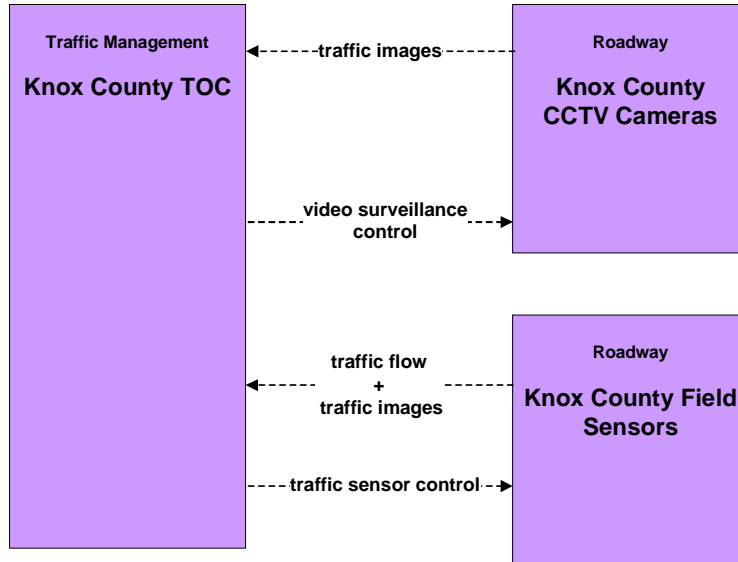 Traffic Management
Knox County TOC
traffic images
Roadway
Knox County
CCTV Cameras
video surveillance
control
traffic flow
+
traffic images
Roadway
Knox County Field
Sensors
traffic sensor control